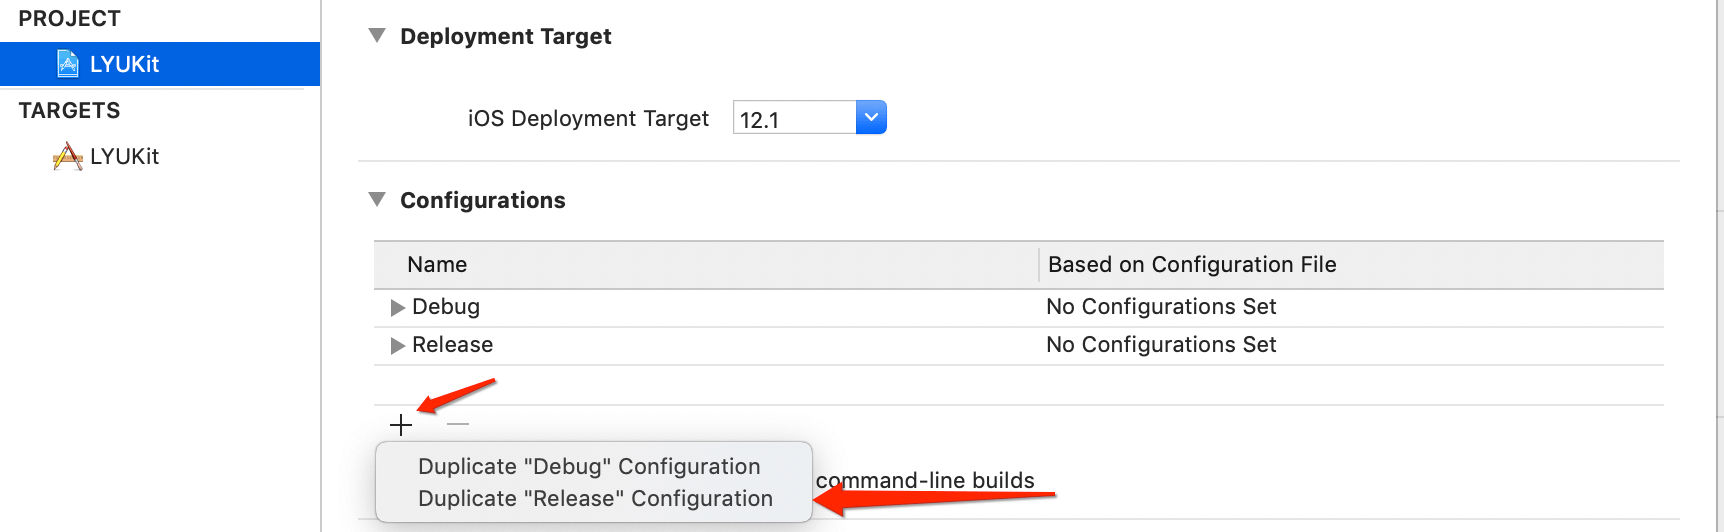 PROJECT
LYUKit
TARGETS
LYUKit
Deployment Target
iOS Deployment Target 12.1
Configurations
Name Based on Configuration File
Debug No Configurations Set
Release No Configurations Set
Duplicate "Debug" Configuration
command-line builds
Duplicate "Release" Configuration